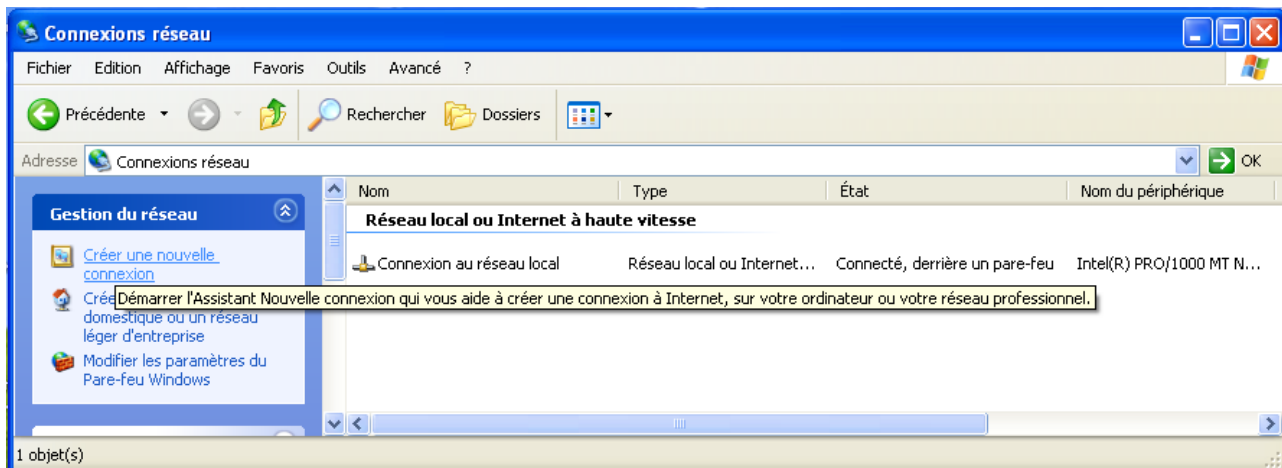 Connexions réseau
Fichier Edition Affichage Favoris Outils Avancé ?
Précédente Rechercher Dossiers
Adresse Connexions réseau OK
Nom Type État Nom du périphérique
Gestion du réseau
Réseau local ou Internet à haute vitesse
Créer une nouvelle
connexion
Connexion au réseau local Réseau local ou Internet... Connecté, derrière un pare-feu Intel(R) PRO/1000 MT N...
Crée
Démarrer l'Assistant Nouvelle connexion qui vous aide à créer une connexion à Internet, sur votre ordinateur ou votre réseau professionnel.
domestique ou un réseau
léger d'entreprise
Modifier les paramètres du
Pare-feu Windows
1 objet(s)